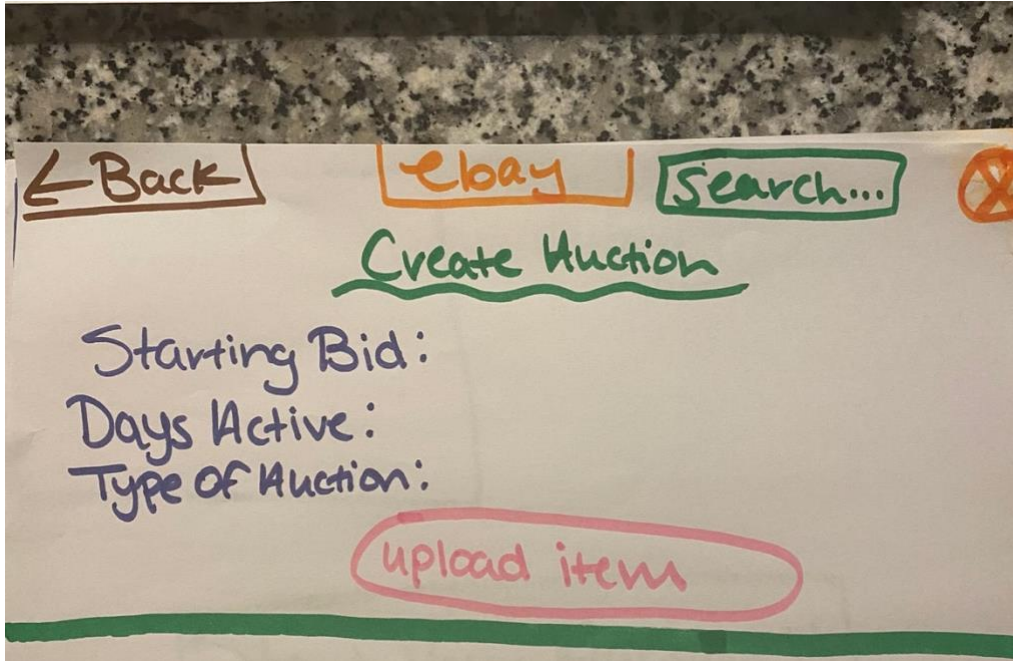 ← Back ebay Search...
Create Auction
Starting Bid:
Days Active:
Type of Auction:
upload item